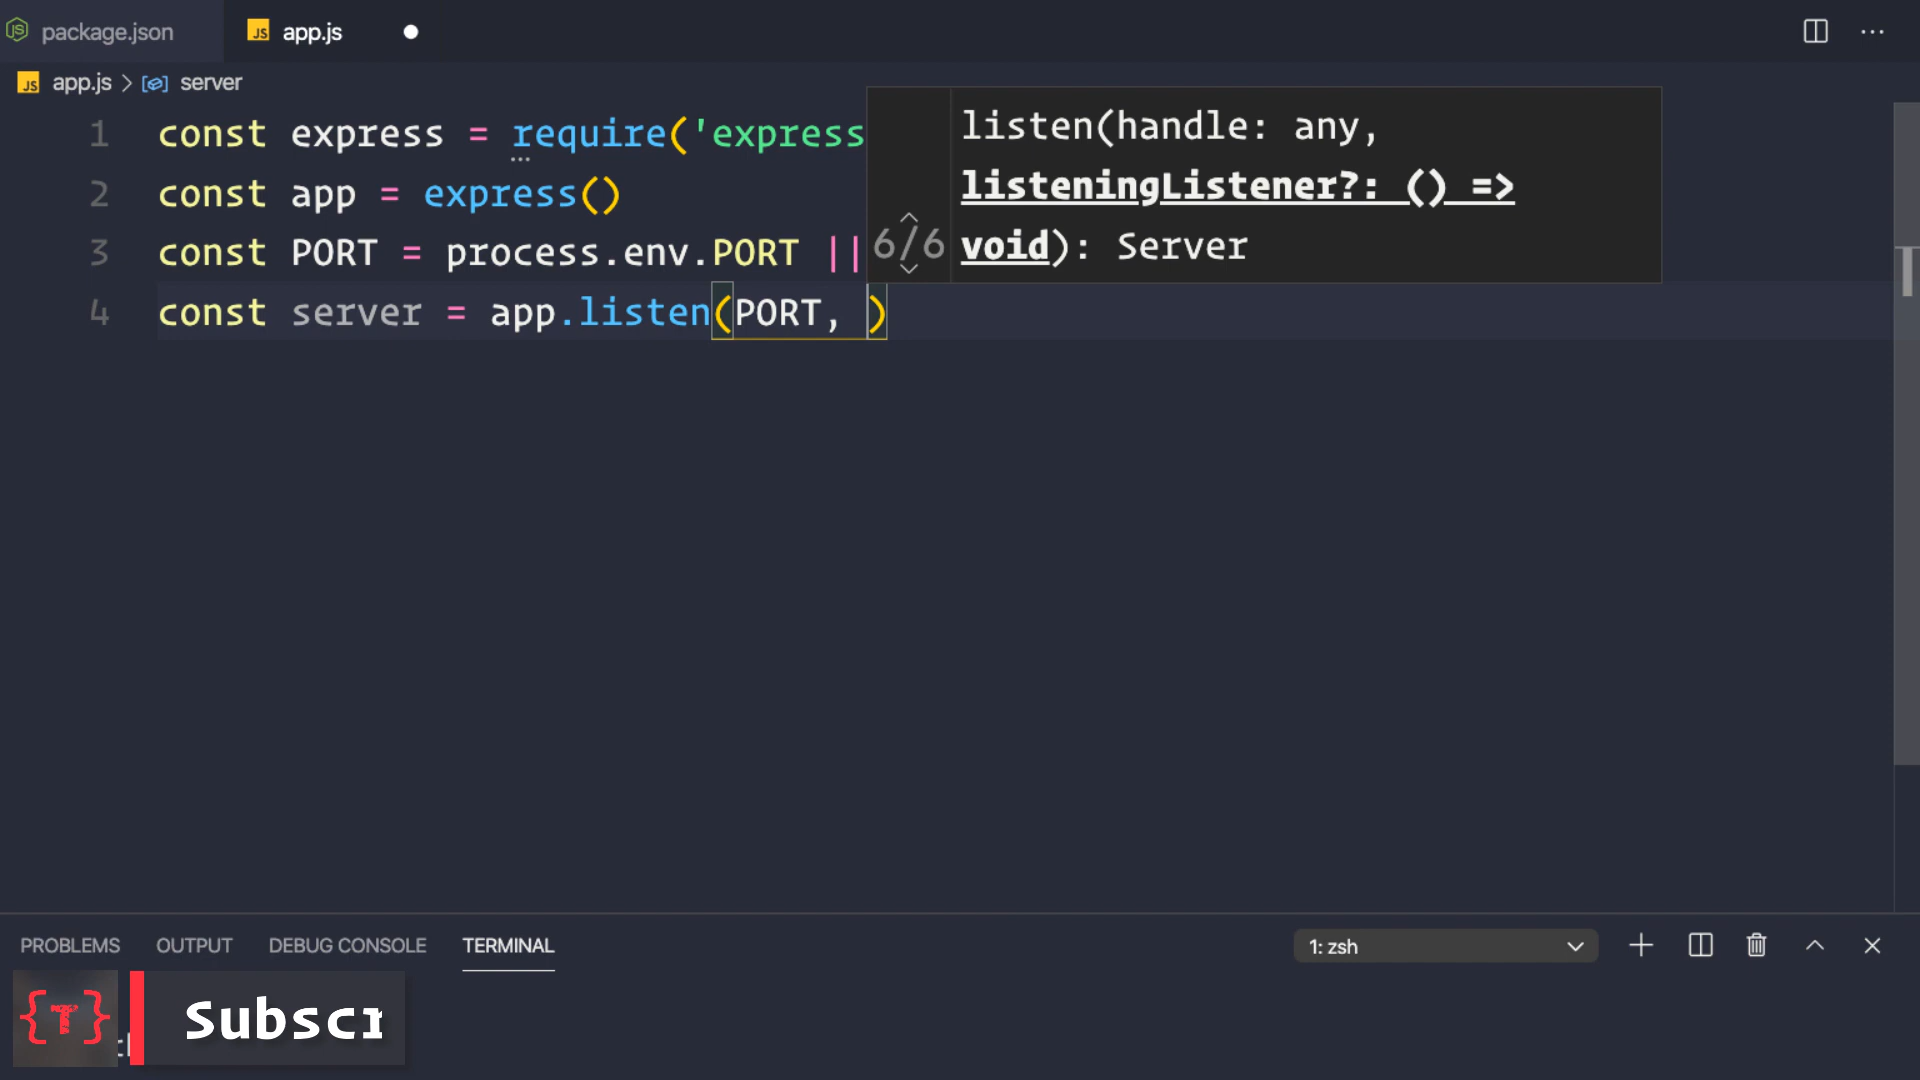 package.json
app.js
app.js > server
1 const express = require('express
2 const app = express()
3 const PORT = process.env.PORT ||
4 const server = app.listen(PORT, )
6/6
listen(handle: any,
listeningListener?: () =>
void): Server
PROBLEMS OUTPUT DEBUG CONSOLE TERMINAL
1: zsh
{T}
Subscr